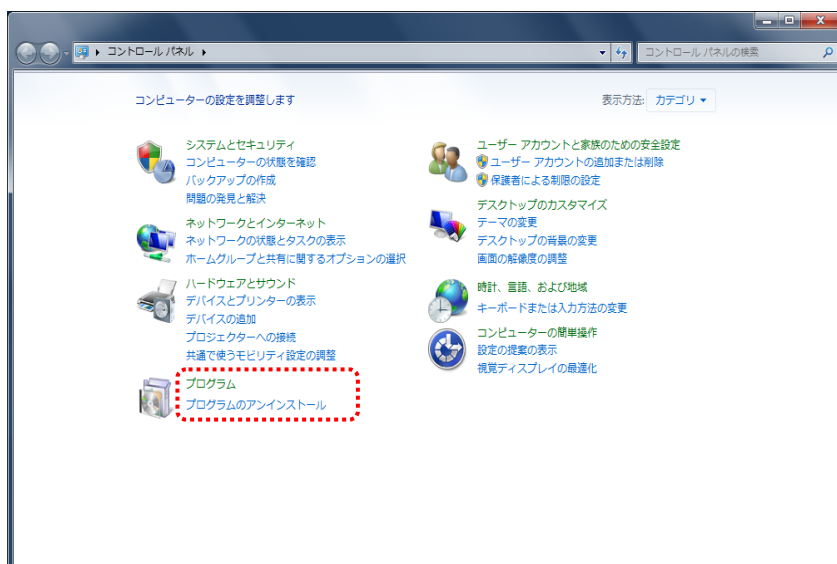 コントロール パネル
コントロール パネルの検索
コンピューターの設定を調整します
表示方法: カテゴリ
システムとセキュリティ
コンピューターの状態を確認
バックアップの作成
問題の発見と解決
ネットワークとインターネット
ネットワークの状態とタスクの表示
ホームグループと共有に関するオプションの選択
ハードウェアとサウンド
デバイスとプリンターの表示
デバイスの追加
プロジェクターへの接続
共通で使うモビリティ設定の調整
プログラム
プログラムのアンインストール
ユーザー アカウントと家族のための安全設定
ユーザー アカウントの追加または削除
保護者による制限の設定
デスクトップのカスタマイズ
テーマの変更
デスクトップの背景の変更
画面の解像度の調整
時計、言語、および地域
キーボードまたは入力方法の変更
コンピューターの簡単操作
設定の提案の表示
視覚ディスプレイの最適化